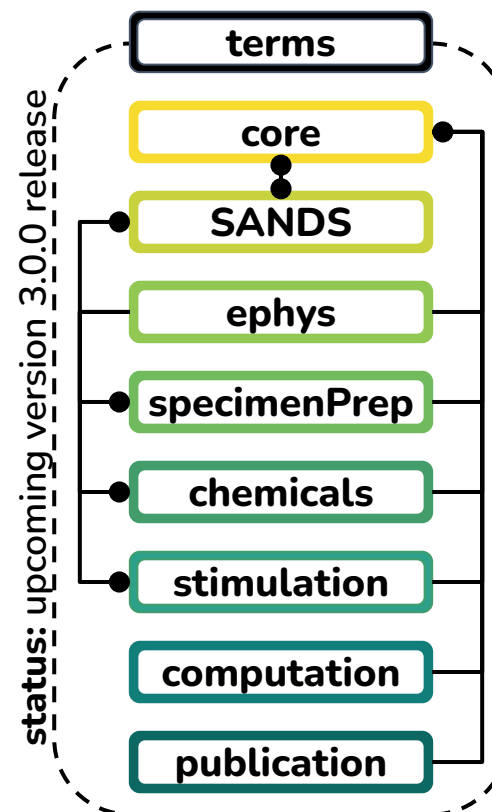 terms
core
SANDS
ephys
specimenPrep
chemicals
stimulation
computation
publication
status: upcoming version 3.0.0 release